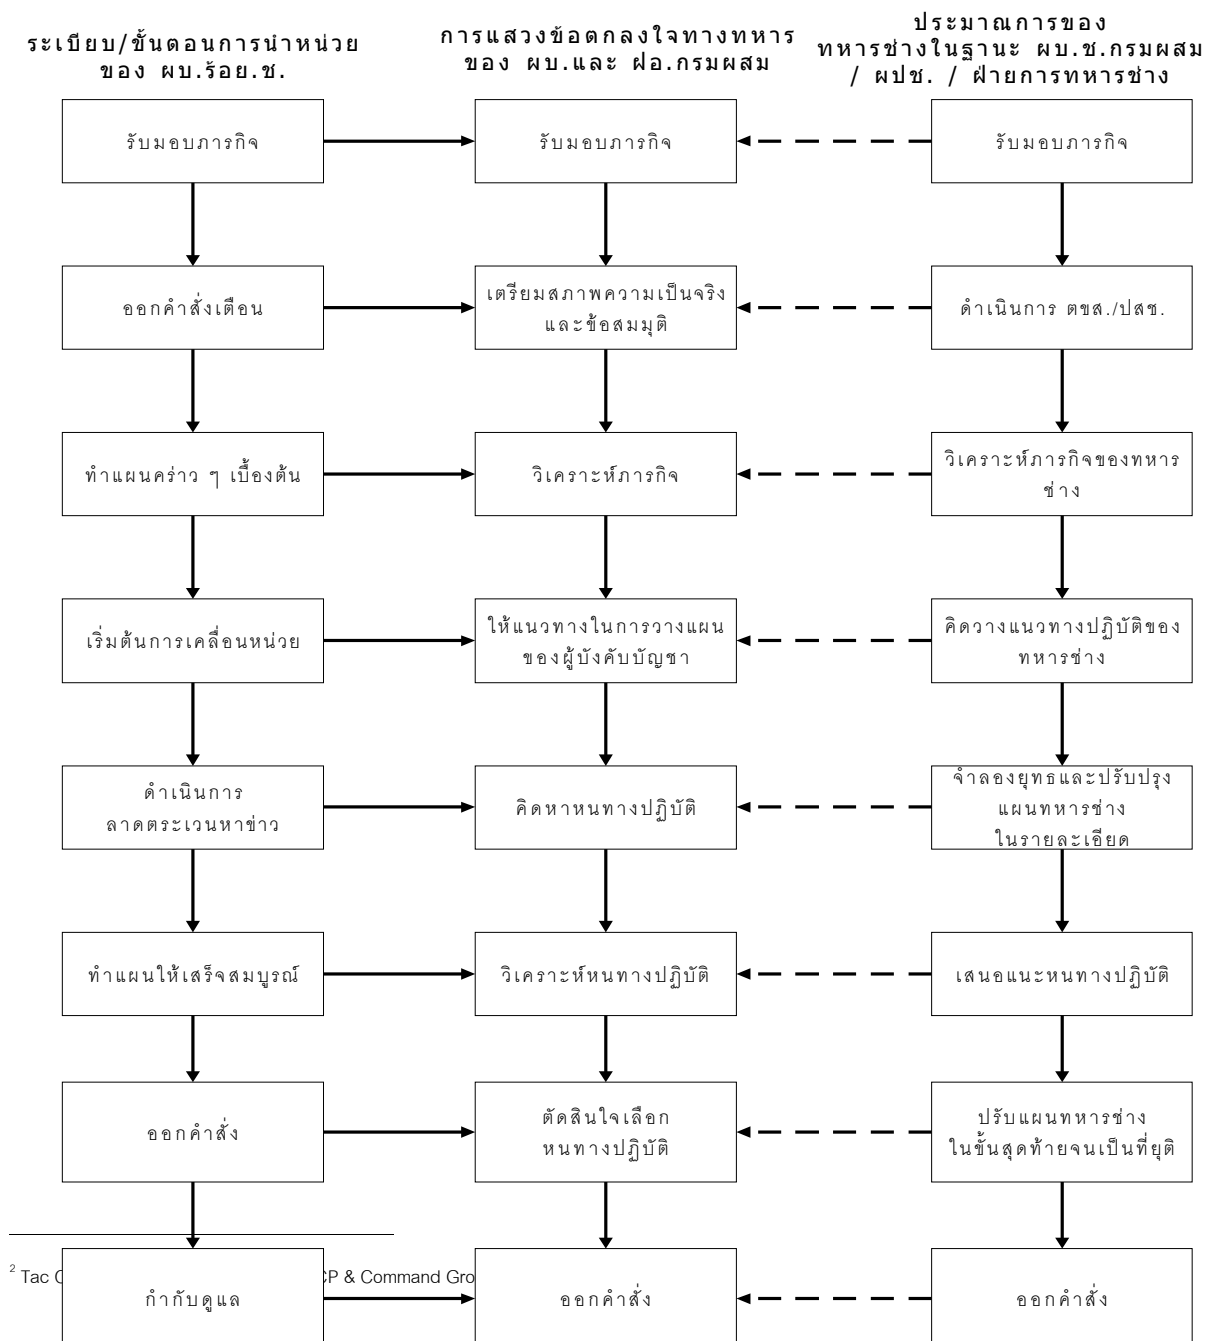 ระเบียบ/ขั้นตอนการนำหน่วย
ของ ผบ.ร้อย.ช.
การแสวงข้อตกลงใจทางทหาร
ของ ผบ.และ ฝอ.กรมผสม
ประมาณการของ
ทหารช่างในฐานะ ผบ.ช.กรมผสม
/ ผปช. / ฝ่ายการทหารช่าง
รับมอบภารกิจ
รับมอบภารกิจ
รับมอบภารกิจ
ออกคำสั่งเตือน
เตรียมสภาพความเป็นจริง
และข้อสมมุติ
ดำเนินการ ตขส./ปสช.
ทำแผนคร่าว ๆ เบื้องต้น
วิเคราะห์ภารกิจ
วิเคราะห์ภารกิจของทหาร
ช่าง
เริ่มต้นการเคลื่อนหน่วย
ให้แนวทางในการวางแผน
ของผู้บังคับบัญชา
คิดวางแนวทางปฏิบัติของ
ทหารช่าง
ดำเนินการ
ลาดตระเวนหาข่าว
คิดหาหนทางปฏิบัติ
จำลองยุทธและปรับปรุง
แผนทหารช่าง
ในรายละเอียด
ทำแผนให้เสร็จสมบูรณ์
วิเคราะห์หนทางปฏิบัติ
เสนอแนะหนทางปฏิบัติ
ออกคำสั่ง
ตัดสินใจเลือก
หนทางปฏิบัติ
ปรับแผนทหารช่าง
ในขั้นสุดท้ายจนเป็นที่ยุติ
2 Tac
& Command
กำกับดูแล
ออกคำสั่ง
ออกคำสั่ง